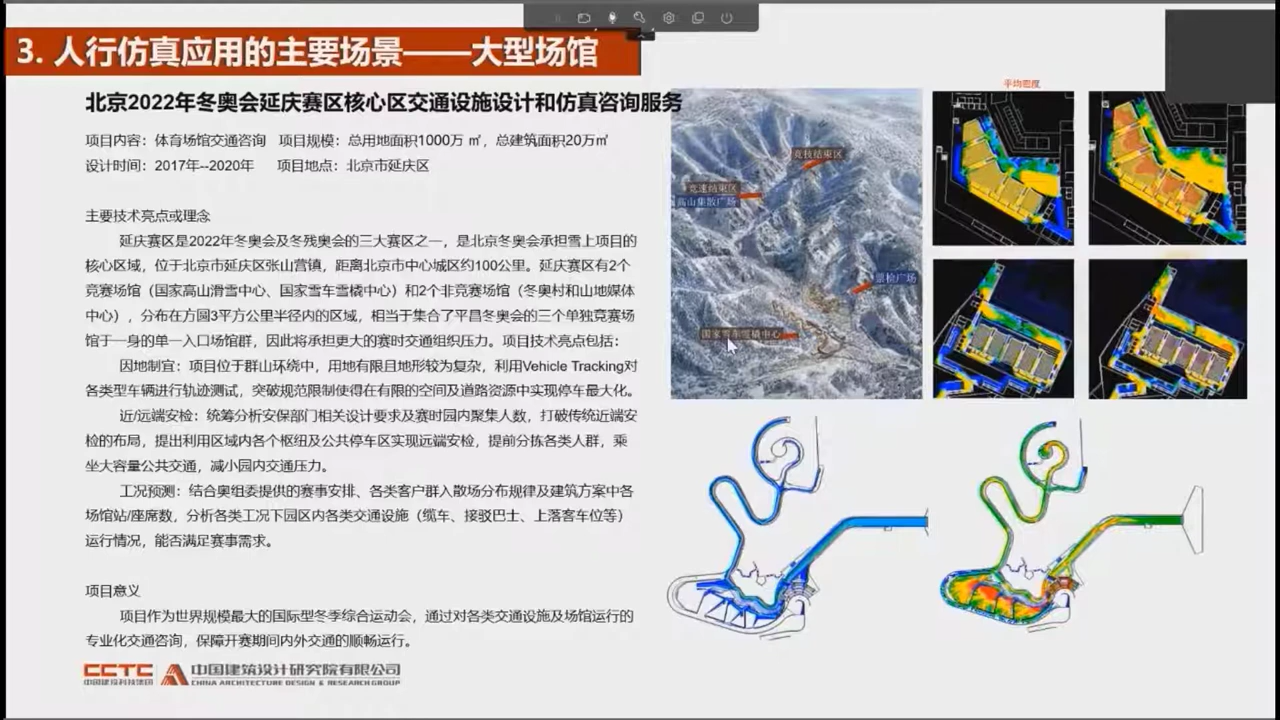 3. 人行仿真应用的主要场景——大型场馆
北京2022年冬奥会延庆赛区核心区交通设施设计和仿真咨询服务
项目内容：体育场馆交通咨询 项目规模：总用地面积1000万 ㎡，总建筑面积20万㎡
设计时间：2017年--2020年 项目地点：北京市延庆区
主要技术亮点或理念
延庆赛区是2022年冬奥会及冬残奥会的三大赛区之一，是北京冬奥会承担雪上项目的
核心区域，位于北京市延庆区张山营镇，距离北京市中心城区约100公里。延庆赛区有2个
竞赛场馆（国家高山滑雪中心、国家雪车雪橇中心）和2个非竞赛场馆（冬奥村和山地媒体
中心），分布在方圆3平方公里半径内的区域，相当于集合了平昌冬奥会的三个单独竞赛场
馆于一身的单一入口场馆群，因此将承担更大的赛时交通组织压力。项目技术亮点包括：
因地制宜：项目位于群山环绕中，用地有限且地形较为复杂，利用Vehicle Tracking对
各类型车辆进行轨迹测试，突破规范限制使得在有限的空间及道路资源中实现停车最大化。
近/远端安检：统筹分析安保部门相关设计要求及赛时园内聚集人数，打破传统近端安
检的布局，提出利用区域内各个枢纽及公共停车区实现远端安检，提前分拣各类人群，乘
坐大容量公共交通，减小园内交通压力。
工况预测：结合奥组委提供的赛事安排、各类客户群入散场分布规律及建筑方案中各
场馆站/座席数，分析各类工况下园区内各类交通设施（缆车、接驳巴士、上落客车位等）
运行情况，能否满足赛事需求。
项目意义
项目作为世界规模最大的国际型冬季综合运动会，通过对各类交通设施及场馆运行的
专业化交通咨询，保障开赛期间内外交通的顺畅运行。
CCTC
中国建设科技集团
中国建筑设计研究院有限公司
CHINA ARCHITECTURE DESIGN & RESEARCH GROUP
竞技结束区
竞速结束区
高山集散广场
票检广场
国家雪车雪橇中心
平均密度